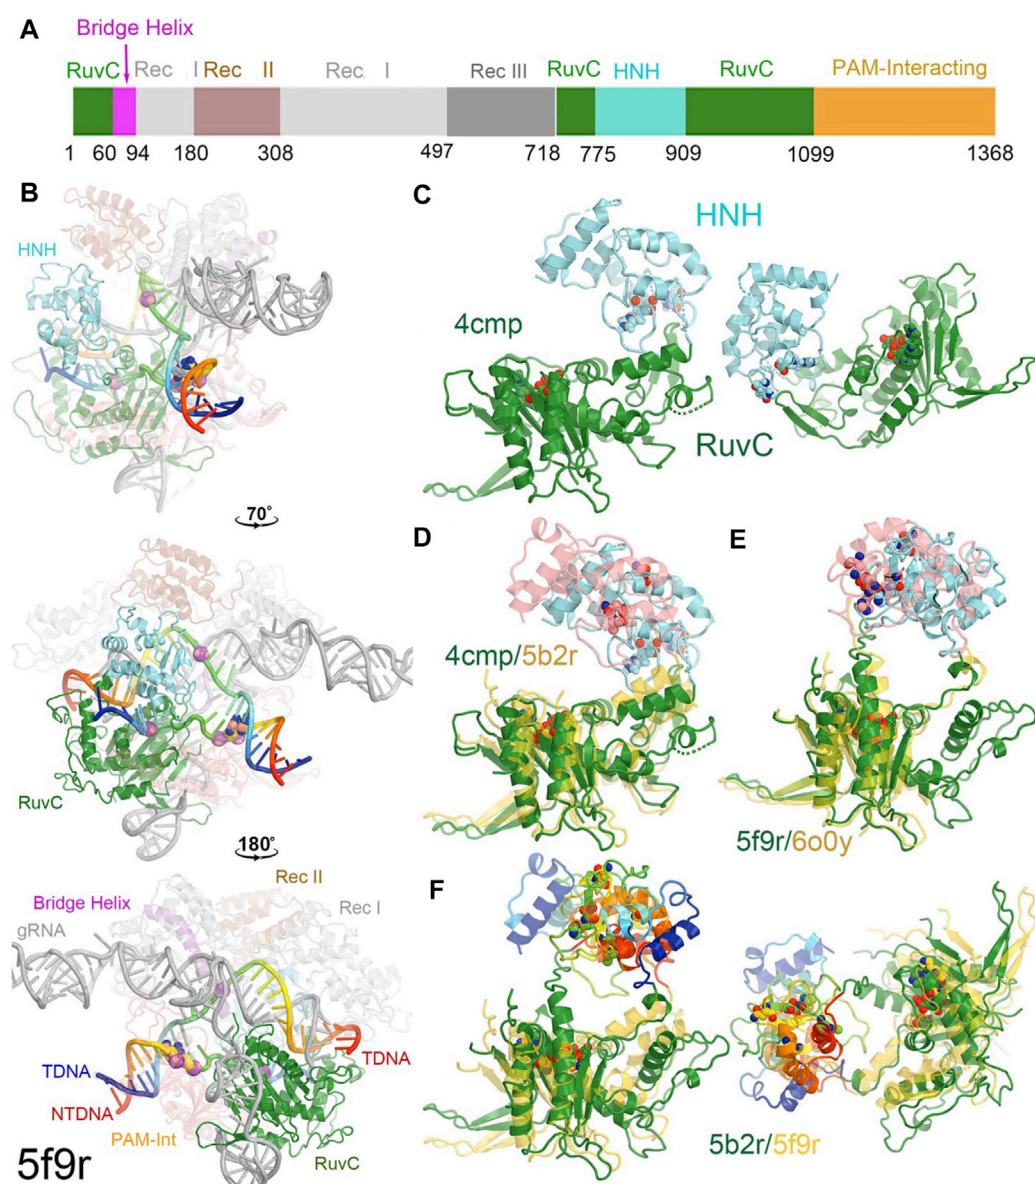 A
Bridge Helix
RuvC Rec I Rec II Rec I Rec III RuvC HNH RuvC PAM-Interacting
1 60 94 180 308 497 718 775 909 1099 1368
B
HNH
70°
RuvC
180°
Rec II
Bridge Helix
Rec I
gRNA
TDNA
TDNA
NTDNA
PAM-Int
RuvC
5f9r
C
HNH
4cmp
RuvC
D
4cmp/5b2r
E
5f9r/6o0y
F
5b2r/5f9r